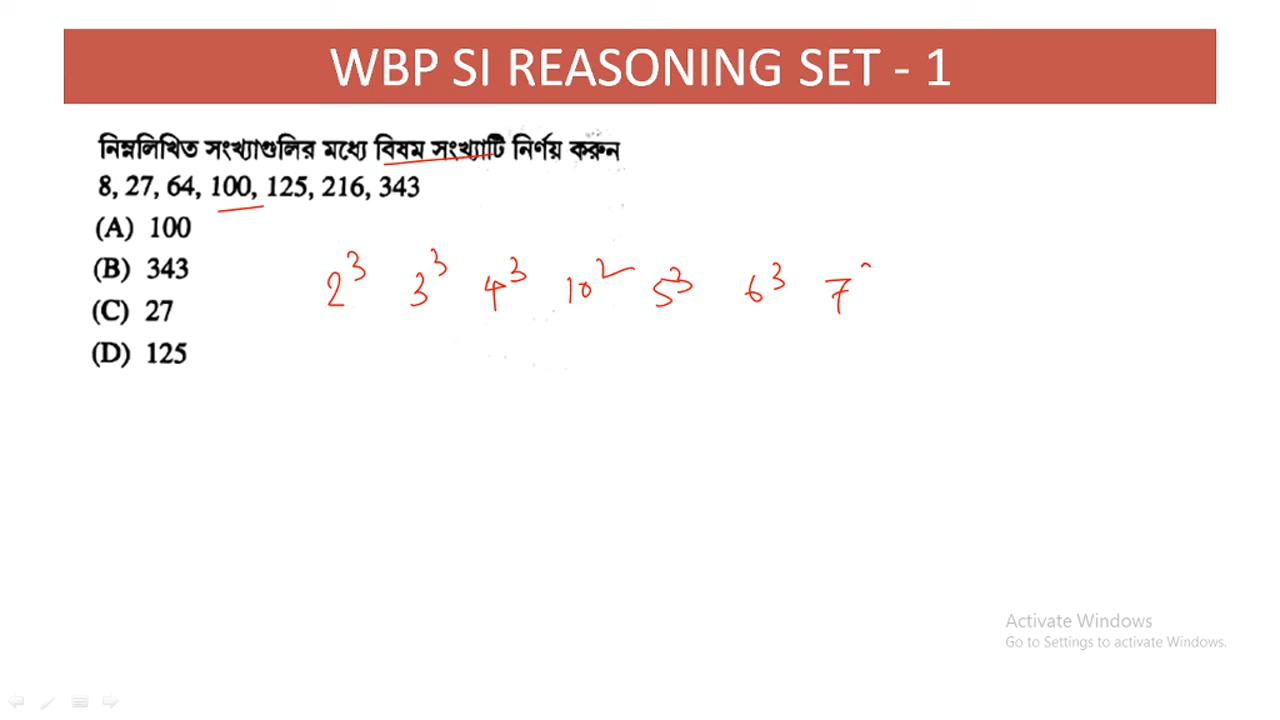 WBP SI REASONING SET - 1
নিম্নলিখিত সংখ্যাগুলির মধ্যে বিষম সংখ্যাটি নির্ণয় করুন
8, 27, 64, 100, 125, 216, 343
(A) 100
(B) 343
(C) 27
(D) 125
2³ 3³ 4³ 10² 5³ 6³ 7
Activate Windows
Go to Settings to activate Windows.